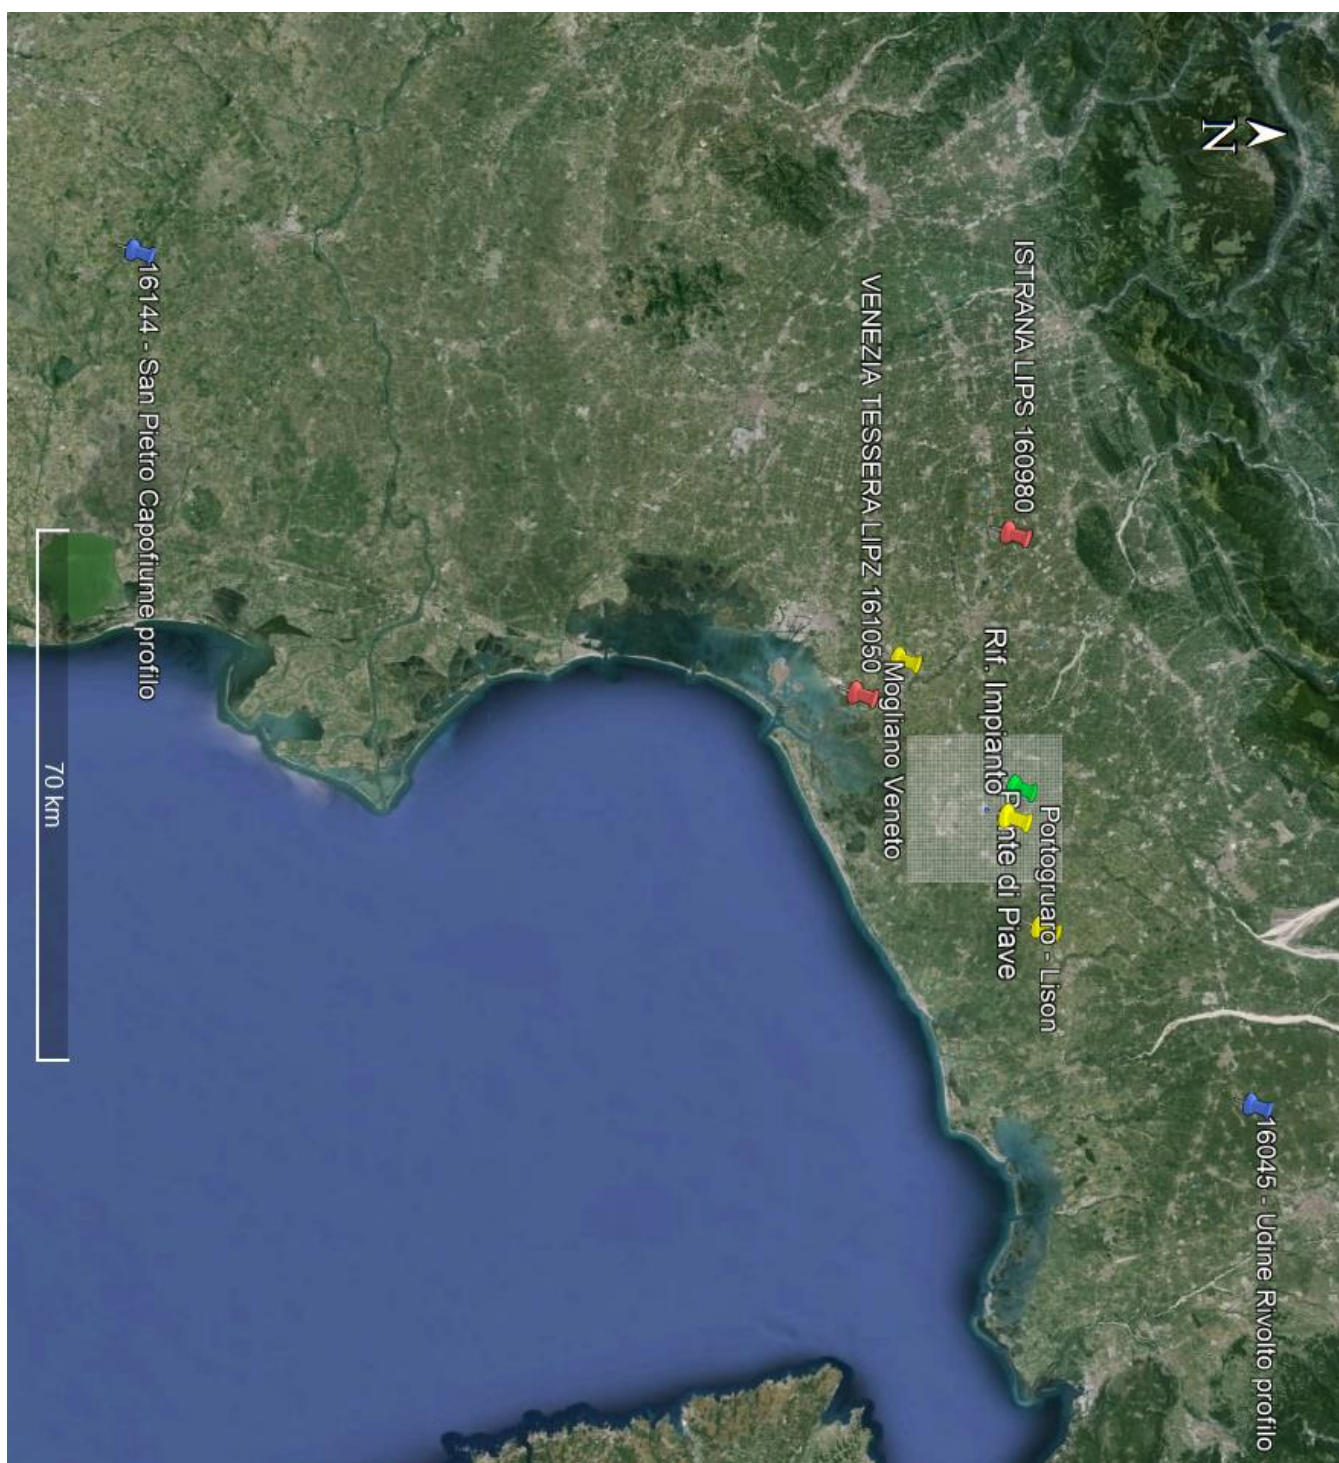 N
16045 - Udine Rivolto profilo
Portogruaro - Lison
Ponte di Piave
Rif. Impianto
ISTRANA LIPS 160980
Mogliano Veneto
VENEZIA TESSERA LIPZ 161050
16144 - San Pietro Capofiume profilo
70 km